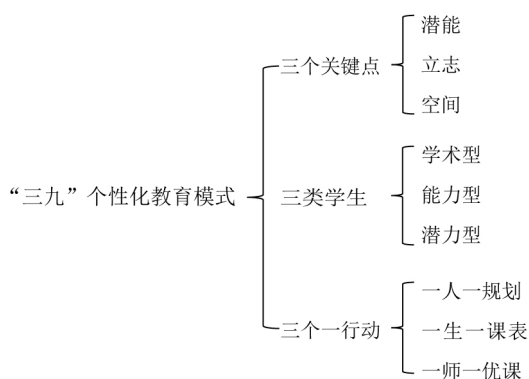 “三九”个性化教育模式
三个关键点
潜能
立志
空间
三类学生
学术型
能力型
潜力型
三个一行动
一人一规划
一生一课表
一师一优课